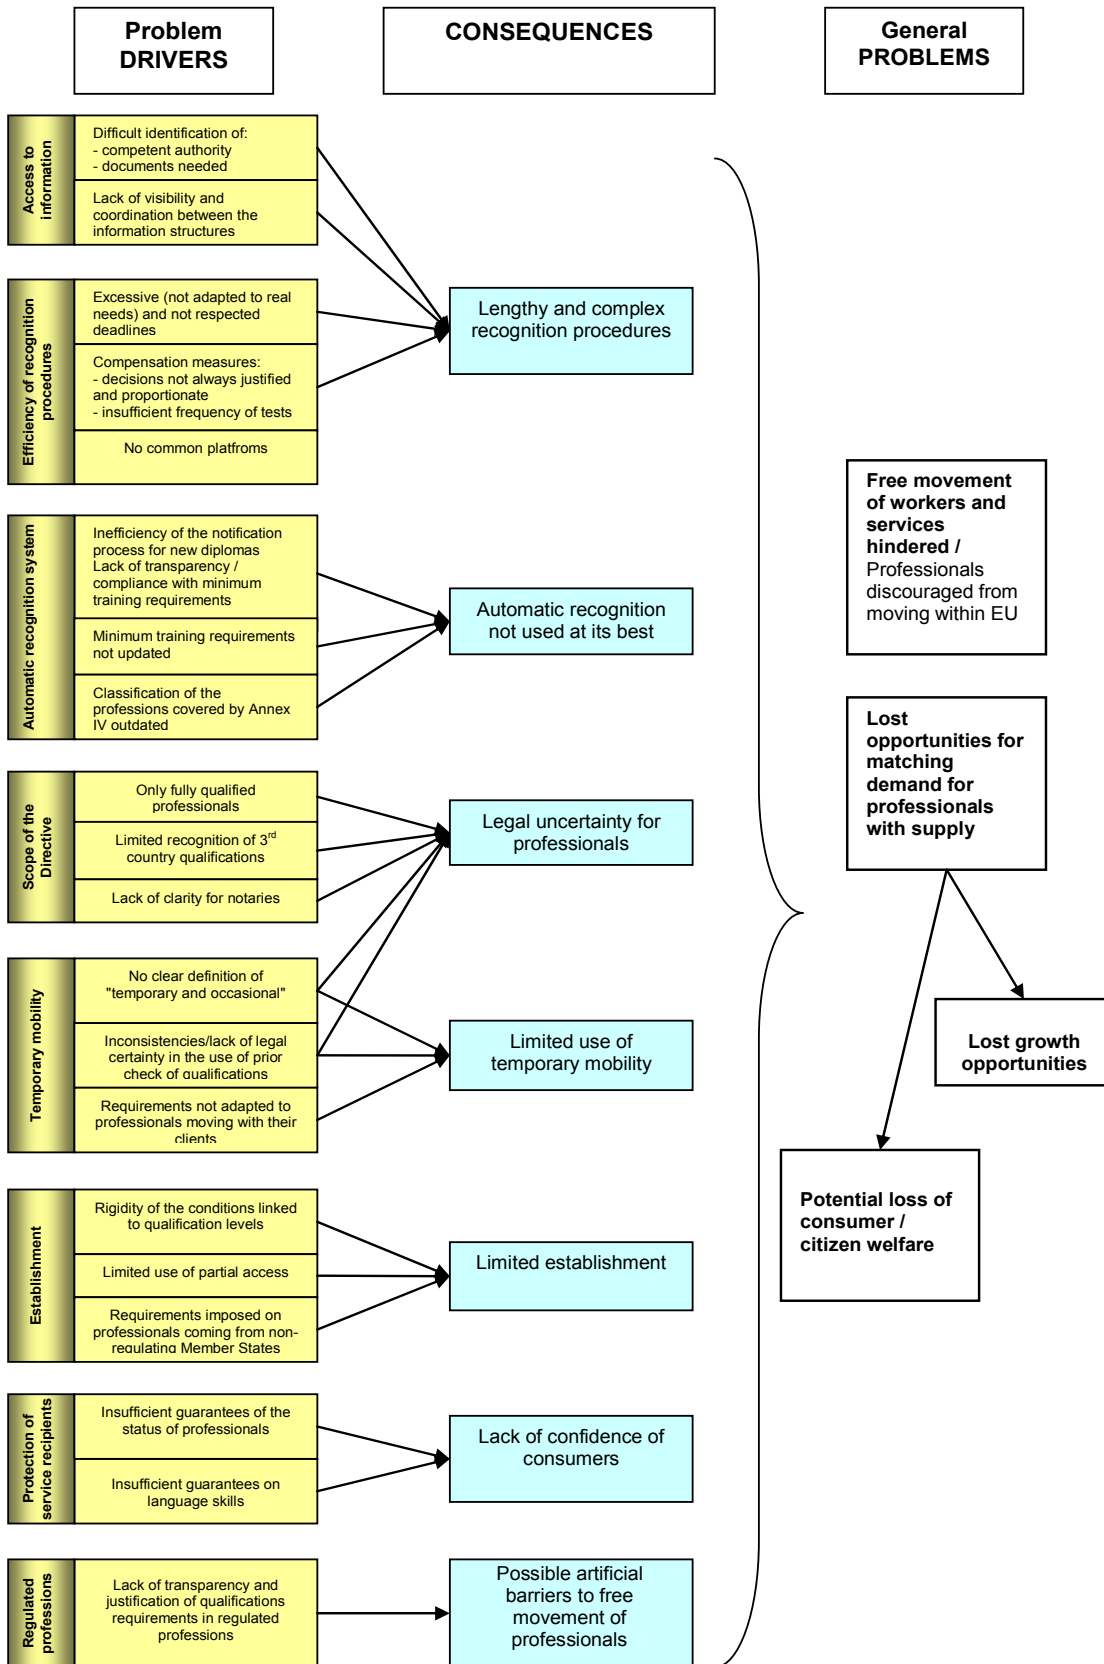 Problem
DRIVERS
CONSEQUENCES
General
PROBLEMS
Access to
information
Difficult identification of:
- competent authority
- documents needed
Lack of visibility and
coordination between the
information structures
Efficiency of recognition
procedures
Excessive (not adapted to real
needs) and not respected
deadlines
Compensation measures:
- decisions not always justified
and proportionate
- insufficient frequency of tests
No common platfroms
Lengthy and complex
recognition procedures
Automatic recognition system
Inefficiency of the notification
process for new diplomas
Lack of transparency /
compliance with minimum
training requirements
Minimum training requirements
not updated
Classification of the
professions covered by Annex
IV outdated
Automatic recognition
not used at its best
Scope of the
Directive
Only fully qualified
professionals
Limited recognition of 3rd
country qualifications
Lack of clarity for notaries
Legal uncertainty for
professionals
Temporary mobility
No clear definition of
"temporary and occasional"
Inconsistencies/lack of legal
certainty in the use of prior
check of qualifications
Requirements not adapted to
professionals moving with their
clients
Limited use of
temporary mobility
Establishment
Rigidity of the conditions linked
to qualification levels
Limited use of partial access
Requirements imposed on
professionals coming from non-
regulating Member States
Limited establishment
Protection of
service recipients
Insufficient guarantees of the
status of professionals
Insufficient guarantees on
language skills
Lack of confidence of
consumers
Regulated
professions
Lack of transparency and
justification of qualifications
requirements in regulated
professions
Possible artificial
barriers to free
movement of
professionals
Free movement
of workers and
services
hindered /
Professionals
discouraged from
moving within EU
Lost
opportunities for
matching
demand for
professionals
with supply
Lost growth
opportunities
Potential loss of
consumer /
citizen welfare